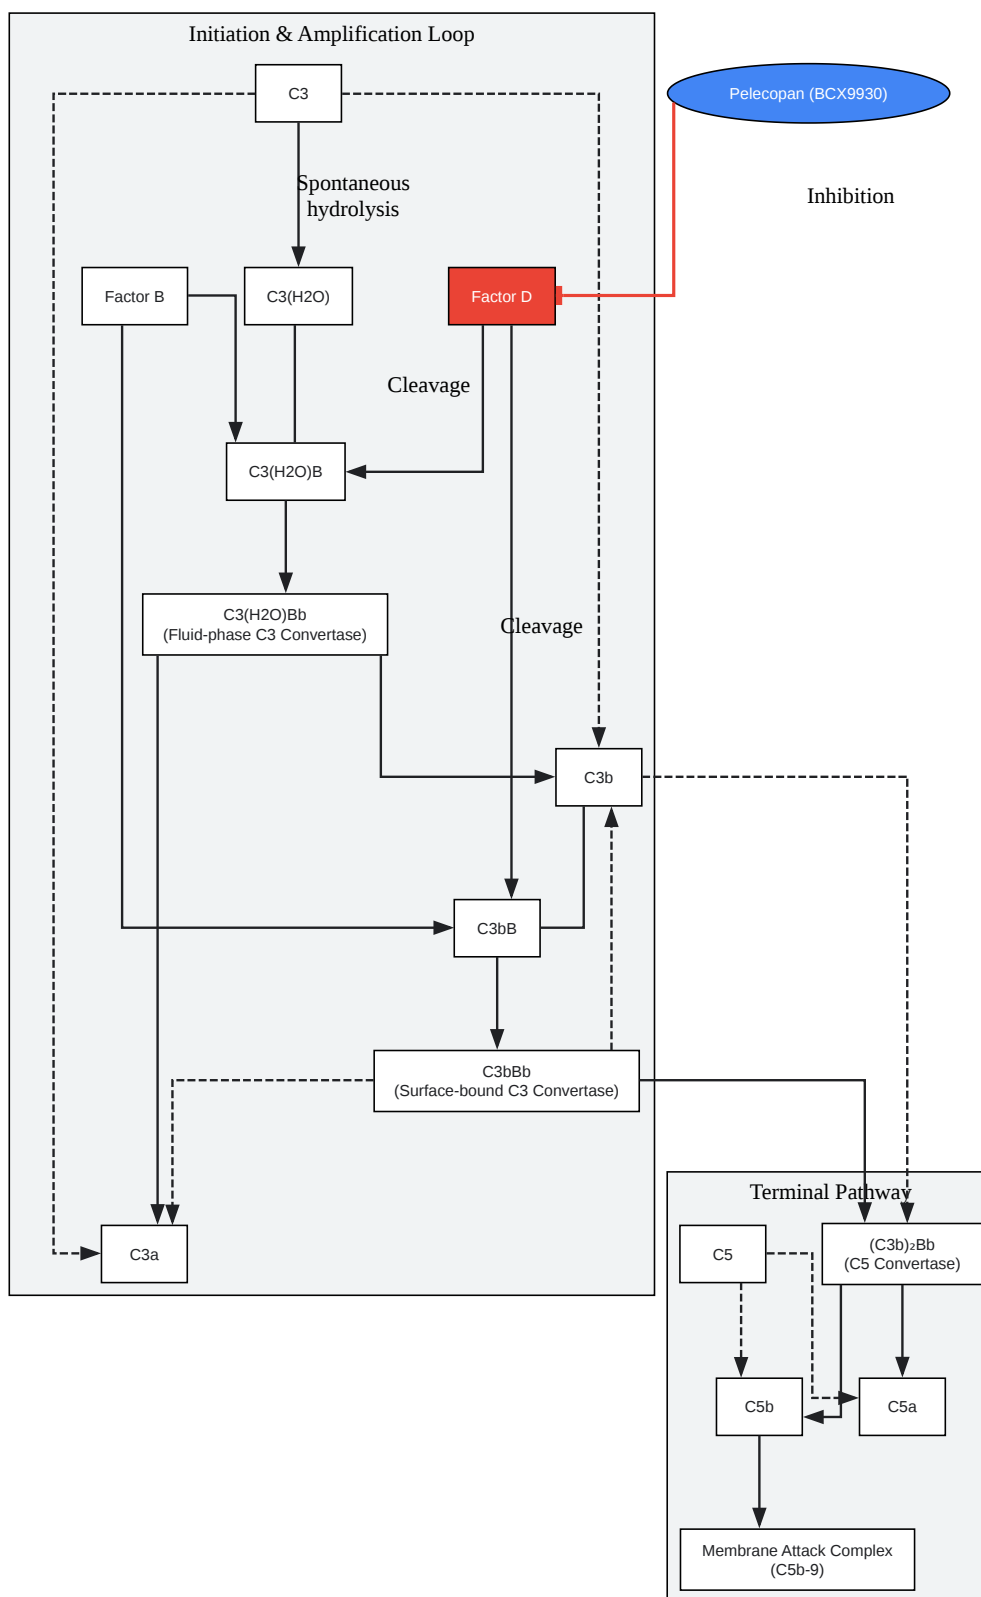 Initiation & Amplification Loop
C3
Pelecopan (BCX9930)
Spontaneous
hydrolysis
Inhibition
Factor B
C3(H2O)
Factor D
Cleavage
C3(H2O)B
C3(H2O)Bb
(Fluid-phase C3 Convertase)
Cleavage
C3b
C3bB
C3bBb
(Surface-bound C3 Convertase)
Terminal Pathway
C3a
C5
(C3b)₂Bb
(C5 Convertase)
C5b
C5a
Membrane Attack Complex
(C5b-9)